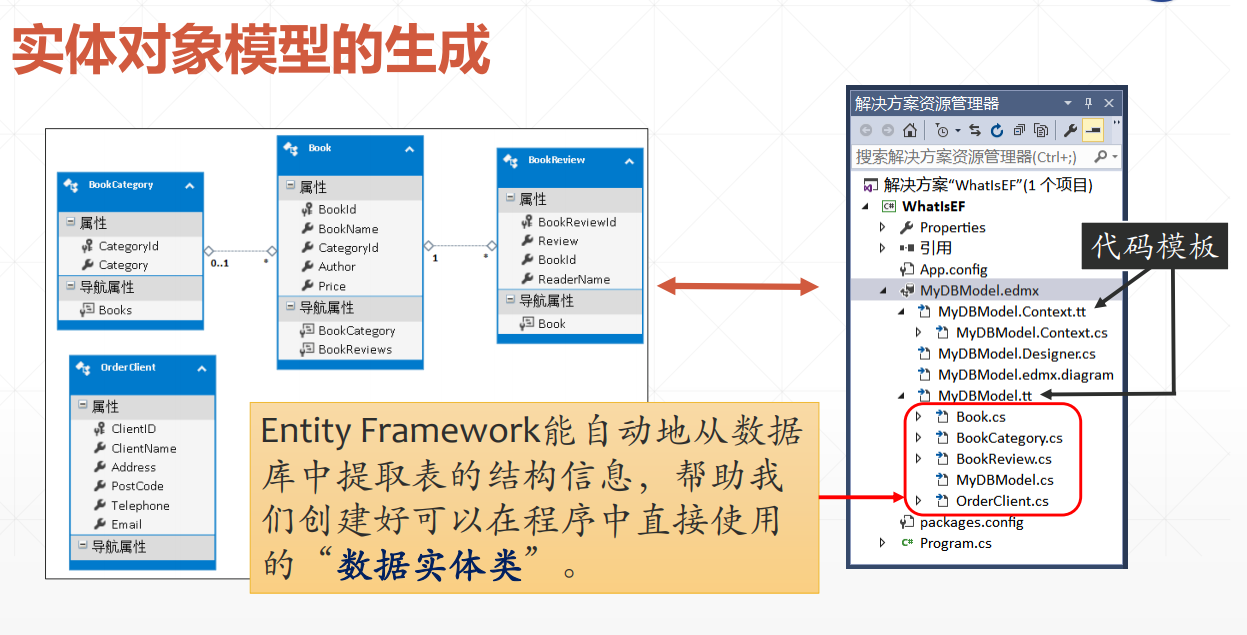 实体对象模型的生成
BookCategory
属性
CategoryId
Category
导航属性
Books
0..1
*
Book
属性
BookId
BookName
CategoryId
Author
Price
导航属性
BookCategory
BookReviews
1
*
BookReview
属性
BookReviewId
Review
BookId
ReaderName
导航属性
Book
OrderClient
属性
ClientID
ClientName
Address
PostCode
Telephone
Email
导航属性
Entity Framework能自动地从数据
库中提取表的结构信息，帮助我
们创建好可以在程序中直接使用
的“数据实体类”。
解决方案资源管理器
搜索解决方案资源管理器(Ctrl+;)
解决方案"WhatIsEF"(1 个项目)
C# WhatIsEF
Properties
引用
App.config
MyDBModel.edmx
MyDBModel.Context.tt
MyDBModel.Context.cs
MyDBModel.Designer.cs
MyDBModel.edmx.diagram
MyDBModel.tt
Book.cs
BookCategory.cs
BookReview.cs
MyDBModel.cs
OrderClient.cs
packages.config
C# Program.cs
代码模板